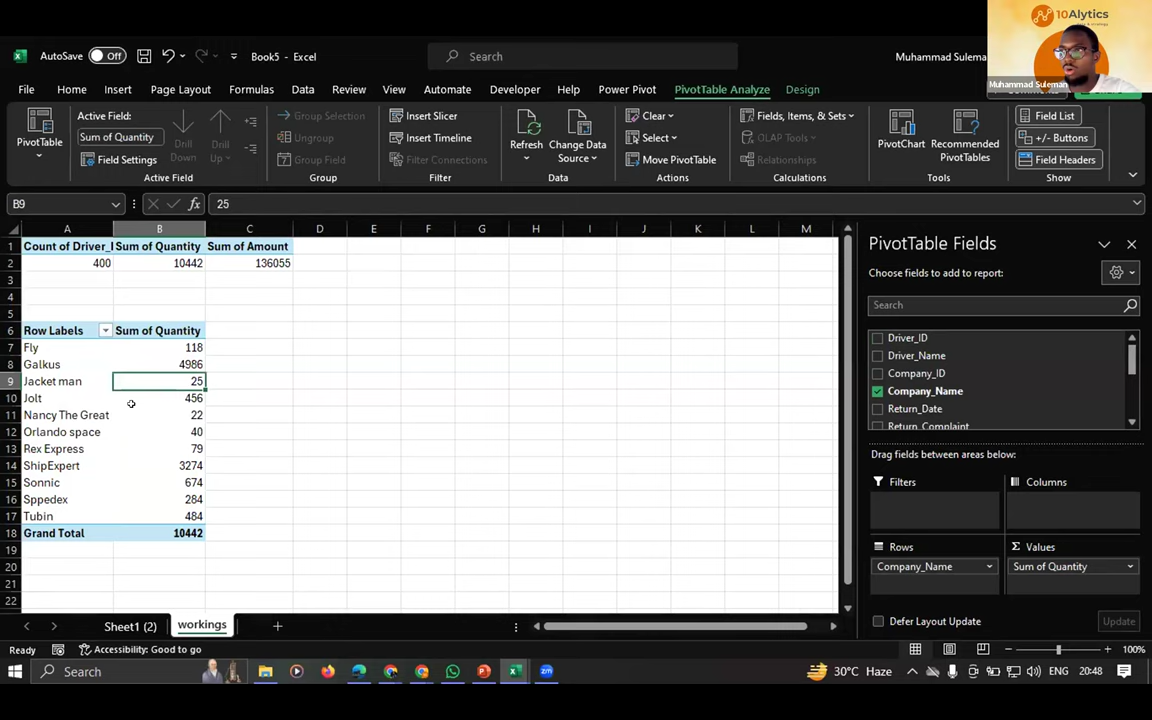 10Alytics
Muhammad Suleman
AutoSave Off Book5 - Excel Search Muhammad Sulema
File Home Insert Page Layout Formulas Data Review View Automate Developer Help Power Pivot PivotTable Analyze Design
PivotTable
Active Field:
Sum of Quantity
Field Settings
Drill Down
Drill Up
Active Field
Group Selection
Ungroup
Group Field
Group
Insert Slicer
Insert Timeline
Filter Connections
Filter
Refresh
Change Data Source
Data
Clear
Select
Move PivotTable
Actions
Fields, Items, & Sets
OLAP Tools
Relationships
Calculations
PivotChart
Recommended PivotTables
Tools
Field List
+/- Buttons
Field Headers
Show
B9 fx 25
A B C D E F G H I J K L M
1 Count of Driver_I Sum of Quantity Sum of Amount
2 400 10442 136055
3
4
5
6 Row Labels Sum of Quantity
7 Fly 118
8 Galkus 4986
9 Jacket man 25
10 Jolt 456
11 Nancy The Great 22
12 Orlando space 40
13 Rex Express 79
14 ShipExpert 3274
15 Sonnic 674
16 Sppedex 284
17 Tubin 484
18 Grand Total 10442
19
20
21
22
PivotTable Fields
Choose fields to add to report:
Search
Driver_ID
Driver_Name
Company_ID
Company_Name
Return_Date
Return_Complaint
Drag fields between areas below:
Filters
Columns
Rows
Company_Name
Σ Values
Sum of Quantity
Defer Layout Update Update
Sheet1 (2) workings
Ready Accessibility: Good to go 100%
Search 30°C Haze ENG 20:48